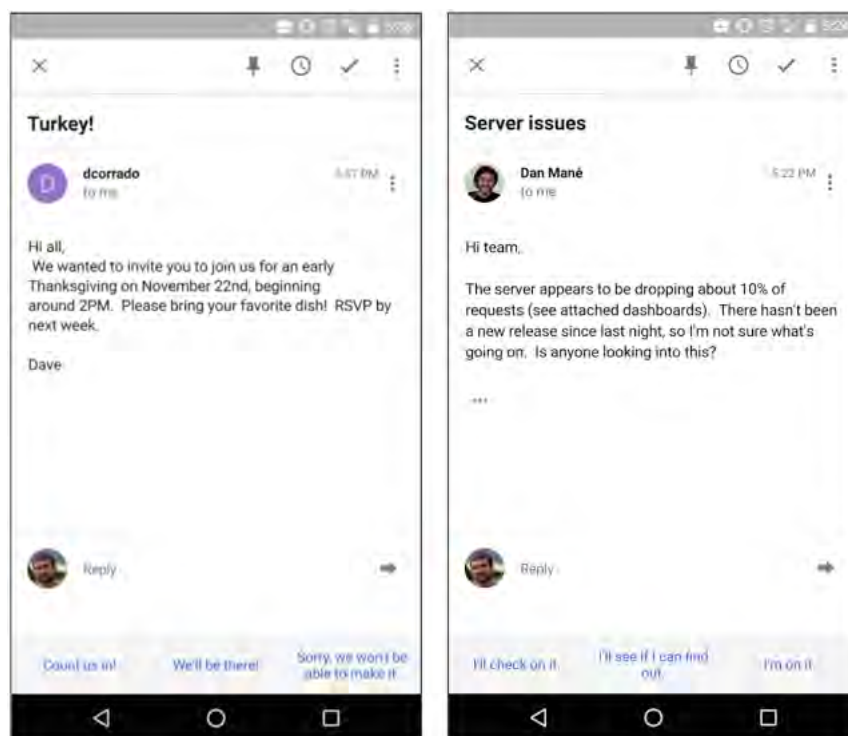 Turkey!
D
dcorrado
to me
Hi all,
We wanted to invite you to join us for an early
Thanksgiving on November 22nd, beginning
around 2PM.  Please bring your favorite dish!  RSVP by
next week.
Dave
Reply
Count us in!
We'll be there!
Sorry, we won't be
able to make it
Server issues
Dan Mané
to me
5:22 PM
Hi team,
The server appears to be dropping about 10% of
requests (see attached dashboards).  There hasn't been
a new release since last night, so I'm not sure what's
going on.  Is anyone looking into this?
...
Reply
I'll check on it
I'll see if I can find
out
I'm on it